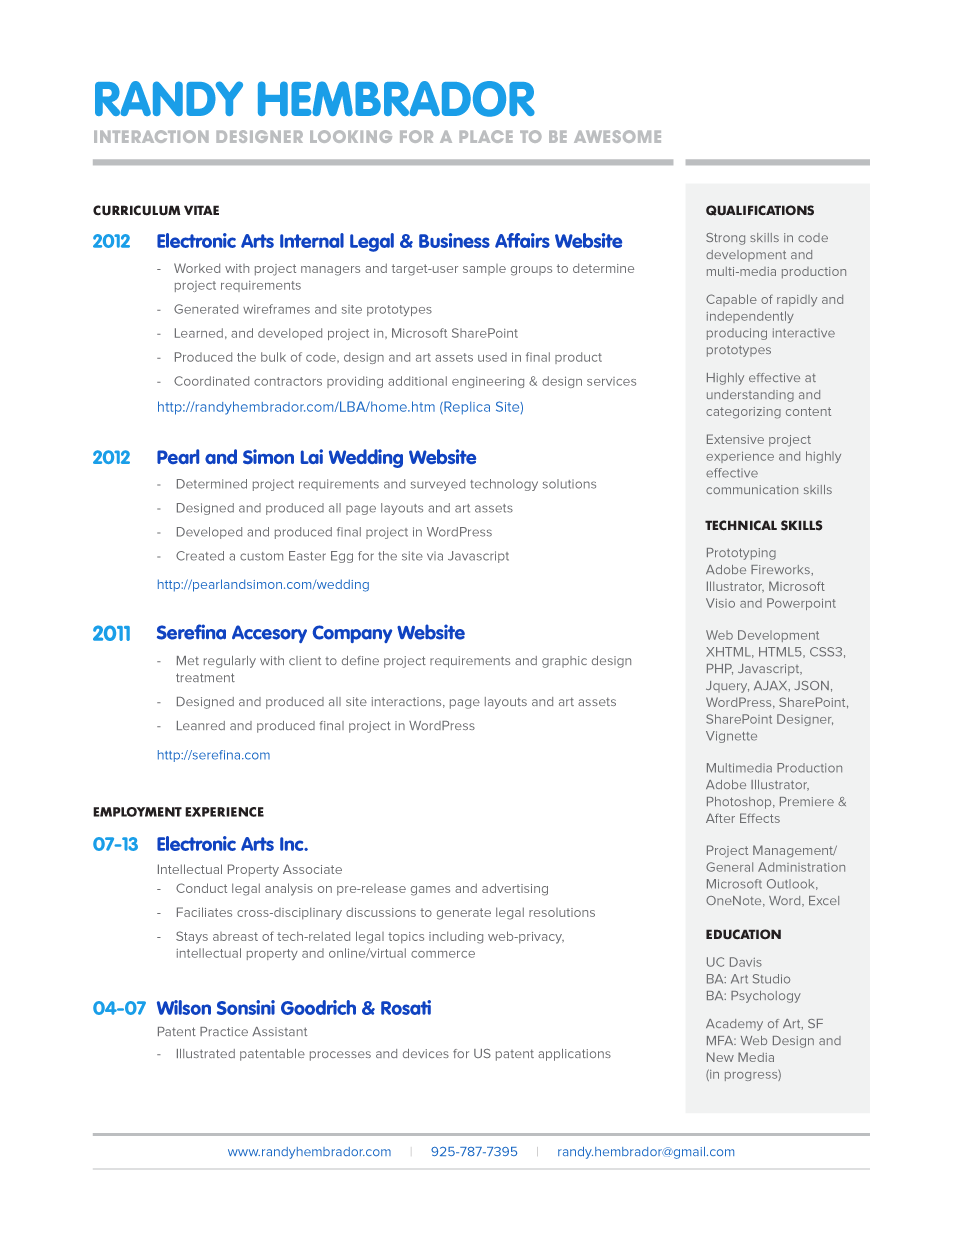 RANDY HEMBRADOR
INTERACTION DESIGNER LOOKING FOR A PLACE TO BE AWESOME
CURRICULUM VITAE
2012 Electronic Arts Internal Legal & Business Affairs Website
- Worked with project managers and target-user sample groups to determine
project requirements
- Generated wireframes and site prototypes
- Learned, and developed project in, Microsoft SharePoint
- Produced the bulk of code, design and art assets used in final product
- Coordinated contractors providing additional engineering & design services
http://randyhembrador.com/LBA/home.htm (Replica Site)
2012 Pearl and Simon Lai Wedding Website
- Determined project requirements and surveyed technology solutions
- Designed and produced all page layouts and art assets
- Developed and produced final project in WordPress
- Created a custom Easter Egg for the site via Javascript
http://pearlandsimon.com/wedding
2011 Serefina Accesory Company Website
- Met regularly with client to define project requirements and graphic design
treatment
- Designed and produced all site interactions, page layouts and art assets
- Leanred and produced final project in WordPress
http://serefina.com
EMPLOYMENT EXPERIENCE
07-13 Electronic Arts Inc.
Intellectual Property Associate
- Conduct legal analysis on pre-release games and advertising
- Faciliates cross-disciplinary discussions to generate legal resolutions
- Stays abreast of tech-related legal topics including web-privacy,
intellectual property and online/virtual commerce
04-07 Wilson Sonsini Goodrich & Rosati
Patent Practice Assistant
- Illustrated patentable processes and devices for US patent applications
QUALIFICATIONS
Strong skills in code
development and
multi-media production
Capable of rapidly and
independently
producing interactive
prototypes
Highly effective at
understanding and
categorizing content
Extensive project
experience and highly
effective
communication skills
TECHNICAL SKILLS
Prototyping
Adobe Fireworks,
Illustrator, Microsoft
Visio and Powerpoint
Web Development
XHTML, HTML5, CSS3,
PHP, Javascript,
Jquery, AJAX, JSON,
WordPress, SharePoint,
SharePoint Designer,
Vignette
Multimedia Production
Adobe Illustrator,
Photoshop, Premiere &
After Effects
Project Management/
General Administration
Microsoft Outlook,
OneNote, Word, Excel
EDUCATION
UC Davis
BA: Art Studio
BA: Psychology
Academy of Art, SF
MFA: Web Design and
New Media
(in progress)
www.randyhembrador.com | 925-787-7395 | randy.hembrador@gmail.com